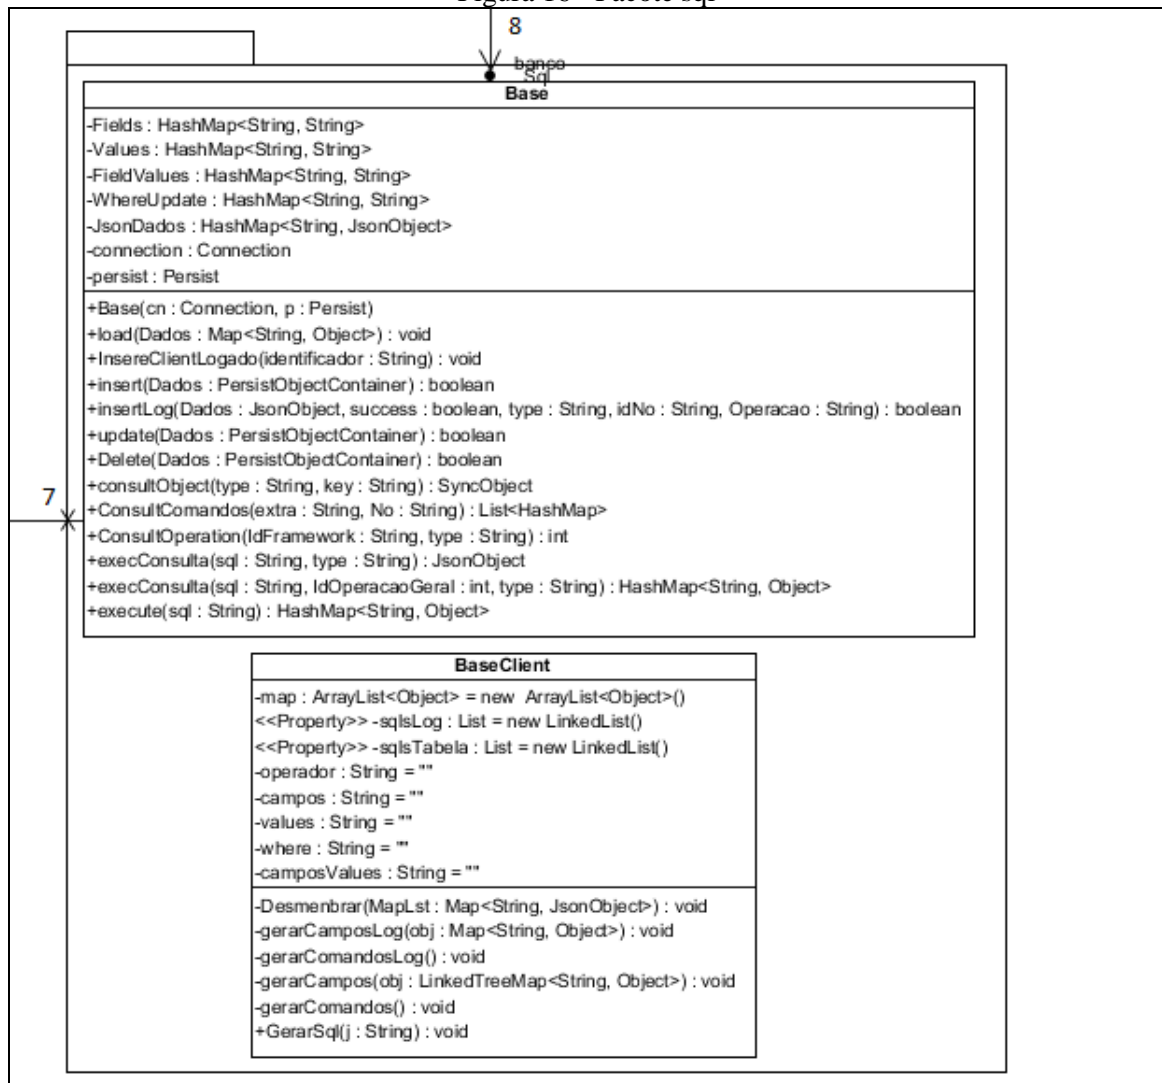 8
banco
Sql
Base
-Fields : HashMap<String, String>
-Values : HashMap<String, String>
-FieldValues : HashMap<String, String>
-WhereUpdate : HashMap<String, String>
-JsonDados : HashMap<String, JsonObject>
-connection : Connection
-persist : Persist
+Base(cn : Connection, p : Persist)
+load(Dados : Map<String, Object>) : void
+InsereClientLogado(identificador : String) : void
+insert(Dados : PersistObjectContainer) : boolean
+insertLog(Dados : JsonObject, success : boolean, type : String, idNo : String, Operacao : String) : boolean
+update(Dados : PersistObjectContainer) : boolean
+Delete(Dados : PersistObjectContainer) : boolean
+consultObject(type : String, key : String) : SyncObject
7
+ConsultComandos(extra : String, No : String) : List<HashMap>
+ConsultOperation(IdFramework : String, type : String) : int
+execConsulta(sql : String, type : String) : JsonObject
+execConsulta(sql : String, IdOperacaoGeral : int, type : String) : HashMap<String, Object>
+execute(sql : String) : HashMap<String, Object>
BaseClient
-map : ArrayList<Object> = new ArrayList<Object>()
<<Property>> -sqlsLog : List = new LinkedList()
<<Property>> -sqlsTabela : List = new LinkedList()
-operador : String = ""
-campos : String = ""
-values : String = ""
-where : String = ""
-camposValues : String = ""
-Desmenbrar(MapLst : Map<String, JsonObject>) : void
-gerarCamposLog(obj : Map<String, Object>) : void
-gerarComandosLog() : void
-gerarCampos(obj : LinkedTreeMap<String, Object>) : void
-gerarComandos() : void
+GerarSql(j : String) : void